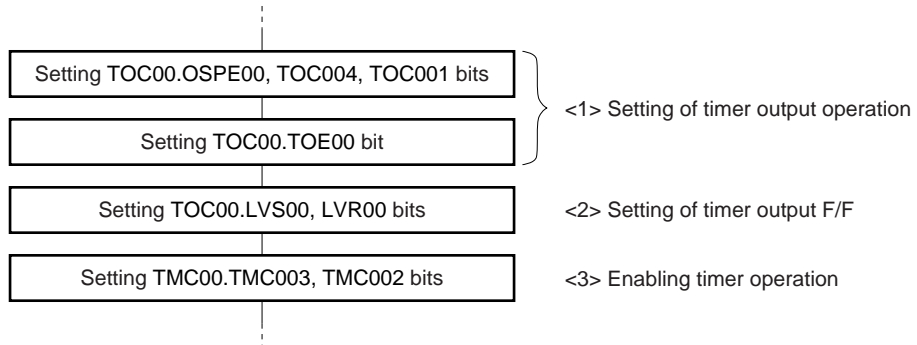 Setting TOC00.OSPE00, TOC004, TOC001 bits
<1> Setting of timer output operation
Setting TOC00.TOE00 bit
Setting TOC00.LVS00, LVR00 bits
<2> Setting of timer output F/F
Setting TMC00.TMC003, TMC002 bits
<3> Enabling timer operation